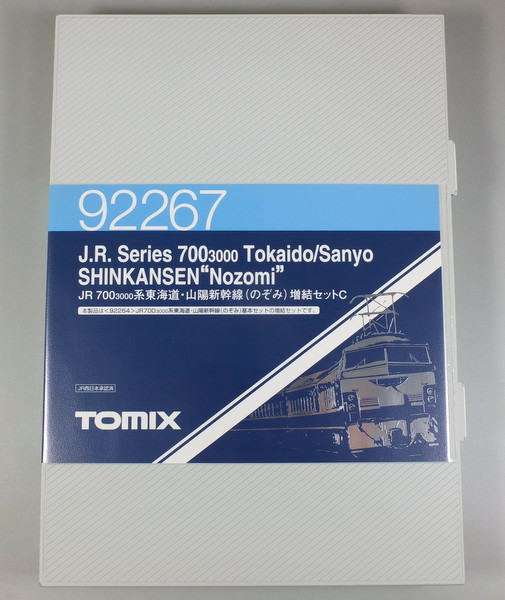 92267
J.R. Series 7003000 Tokaido/Sanyo
SHINKANSEN“Nozomi”
JR 7003000系東海道・山陽新幹線(のぞみ)増結セットC
本製品は<92264>JR7003000系東海道・山陽新幹線(のぞみ)基本セットの増結セットです。
JR西日本承認済
TOMIX